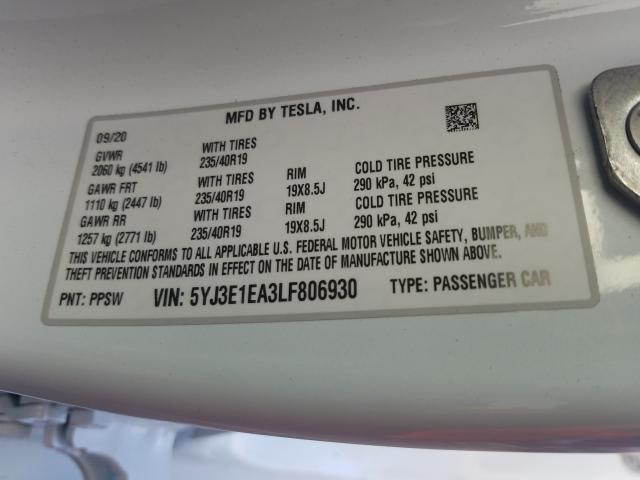 MFD BY TESLA, INC.
09/20
GVWR WITH TIRES
2060 kg (4541 lb) 235/40R19
GAWR FRT WITH TIRES RIM COLD TIRE PRESSURE
1110 kg (2447 lb) 235/40R19 19X8.5J 290 kPa, 42 psi
GAWR RR WITH TIRES RIM COLD TIRE PRESSURE
1257 kg (2771 lb) 235/40R19 19X8.5J 290 kPa, 42 psi
THIS VEHICLE CONFORMS TO ALL APPLICABLE U.S. FEDERAL MOTOR VEHICLE SAFETY, BUMPER, AND
THEFT PREVENTION STANDARDS IN EFFECT ON THE DATE OF MANUFACTURE SHOWN ABOVE.
PNT: PPSW VIN: 5YJ3E1EA3LF806930 TYPE: PASSENGER CAR